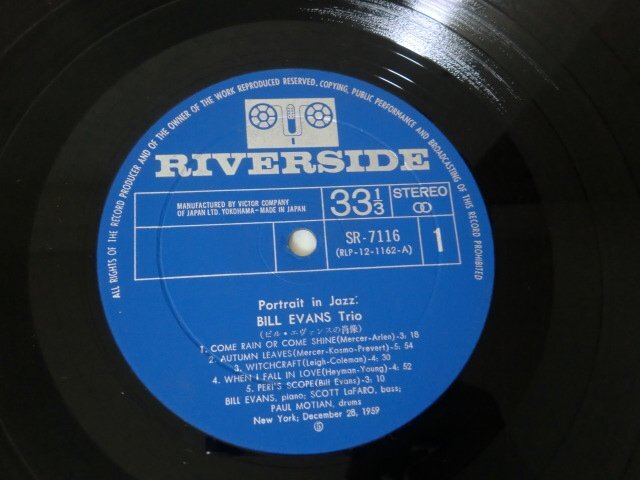 ALL RIGHTS OF THE RECORD PRODUCER AND OF THE OWNER OF THE WORK REPRODUCED RESERVED. COPYING, PUBLIC PERFORMANCE AND BROADCASTING OF THIS RECORD PROHIBITED
RIVERSIDE
MANUFACTURED BY VICTOR COMPANY
OF JAPAN LTD. YOKOHAMA-MADE IN JAPAN
33 1/3
STEREO
SR-7116
(RLP-12-1162-A)
1
Portrait in Jazz:
BILL EVANS Trio
(ビル・エヴァンスの肖像)
1. COME RAIN OR COME SHINE(Mercer-Arlen)-3; 18
2. AUTUMN LEAVES(Mercer-Kosmo-Prevert)-5; 54
3. WITCHCRAFT(Leigh-Coleman)-4; 30
4. WHEN I FALL IN LOVE(Heyman-Young)-4; 52
5. PERI'S SCOPE(Bill Evans)-3; 10
BILL EVANS, piano; SCOTT LaFARO, bass;
PAUL MOTIAN, drums
New York; December 28, 1959